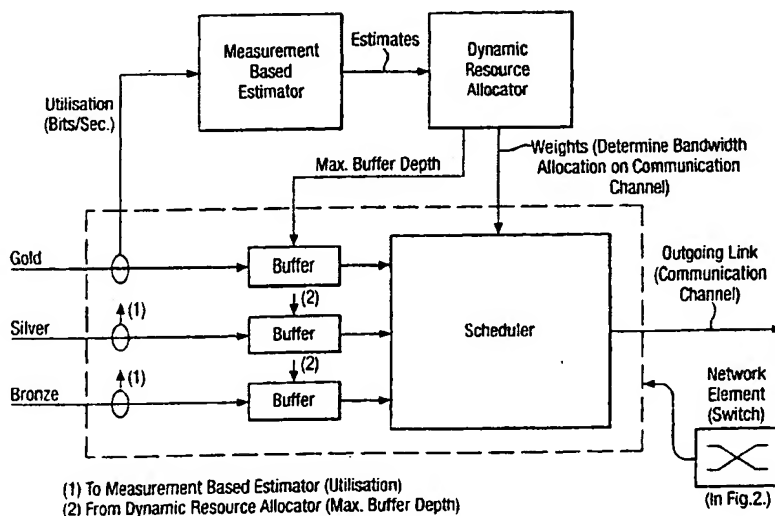 Measurement
Based
Estimator
Estimates
Dynamic
Resource
Allocator
Utilisation
(Bits/Sec.)
Max. Buffer Depth
Weights (Determine Bandwidth
Allocation on Communication
Channel)
Gold
Buffer
Outgoing Link
(Communication
Channel)
(1)
(2)
Silver
Buffer
Scheduler
(1)
(2)
Bronze
Buffer
Network
Element
(Switch)
(In Fig.2.)
(1) To Measurement Based Estimator (Utilisation)
(2) From Dynamic Resource Allocator (Max. Buffer Depth)